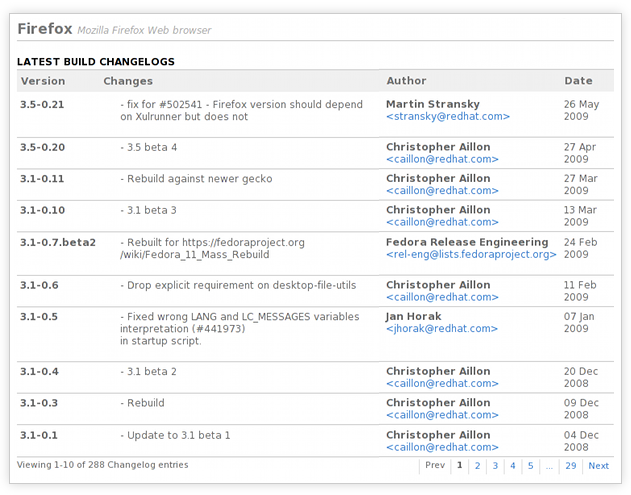 Firefox Mozilla Firefox Web browser
LATEST BUILD CHANGELOGS
Version Changes Author Date
3.5-0.21 - fix for #502541 - Firefox version should depend Martin Stransky 26 May
on Xulrunner but does not <stransky@redhat.com> 2009
3.5-0.20 - 3.5 beta 4 Christopher Aillon 27 Apr
<caillon@redhat.com> 2009
3.1-0.11 - Rebuild against newer gecko Christopher Aillon 27 Mar
<caillon@redhat.com> 2009
3.1-0.10 - 3.1 beta 3 Christopher Aillon 13 Mar
<caillon@redhat.com> 2009
3.1-0.7.beta2 - Rebuilt for https://fedoraproject.org Fedora Release Engineering 24 Feb
/wiki/Fedora_11_Mass_Rebuild <rel-eng@lists.fedoraproject.org> 2009
3.1-0.6 - Drop explicit requirement on desktop-file-utils Christopher Aillon 11 Feb
<caillon@redhat.com> 2009
3.1-0.5 - Fixed wrong LANG and LC_MESSAGES variables Jan Horak 07 Jan
interpretation (#441973) <jhorak@redhat.com> 2009
in startup script.
3.1-0.4 - 3.1 beta 2 Christopher Aillon 20 Dec
<caillon@redhat.com> 2008
3.1-0.3 - Rebuild Christopher Aillon 09 Dec
<caillon@redhat.com> 2008
3.1-0.1 - Update to 3.1 beta 1 Christopher Aillon 04 Dec
<caillon@redhat.com> 2008
Viewing 1-10 of 288 Changelog entries Prev 1 2 3 4 5 ... 29 Next